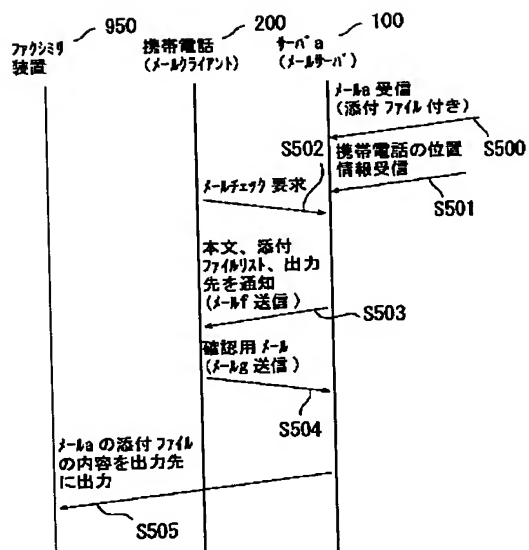 950
ﾌｧｸｼﾐﾘ
装置
200
携帯電話
(ﾒｰﾙｸﾗｲｱﾝﾄ)
100
ｻｰﾊﾞa
(ﾒｰﾙｻｰﾊﾞ)
ﾒｰﾙa 受信
(添付 ﾌｧｲﾙ 付き)
S500
携帯電話の位置
情報受信
S501
S502
ﾒｰﾙﾁｪｯｸ 要求
本文、添付
ﾌｧｲﾙﾘｽﾄ、出力
先を通知
(ﾒｰﾙf 送信)
S503
確認用 ﾒｰﾙ
(ﾒｰﾙg 送信)
S504
ﾒｰﾙa の添付 ﾌｧｲﾙ
の内容を出力先
に出力
S505